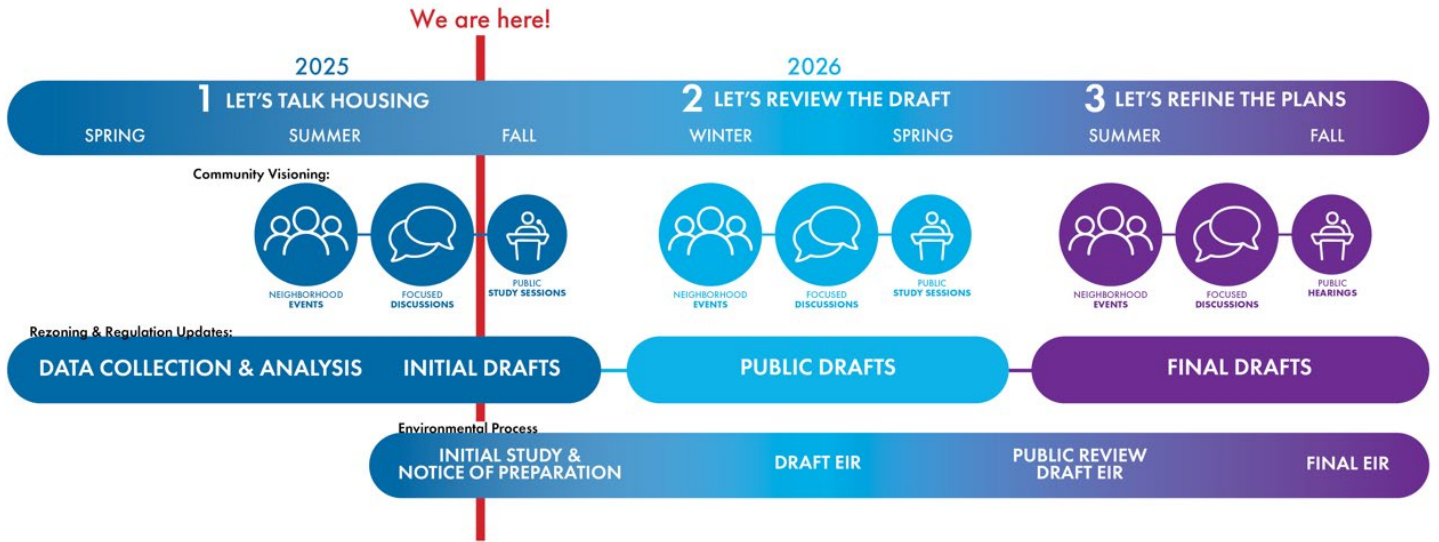 We are here!
2025
2026
1 LET'S TALK HOUSING
2 LET'S REVIEW THE DRAFT
3 LET'S REFINE THE PLANS
SPRING
SUMMER
FALL
WINTER
SPRING
SUMMER
FALL
Community Visioning:
NEIGHBORHOOD
EVENTS
FOCUSED
DISCUSSIONS
PUBLIC
STUDY SESSIONS
NEIGHBORHOOD
EVENTS
FOCUSED
DISCUSSIONS
PUBLIC
STUDY SESSIONS
NEIGHBORHOOD
EVENTS
FOCUSED
DISCUSSIONS
PUBLIC
HEARINGS
Rezoning & Regulation Updates:
DATA COLLECTION & ANALYSIS
INITIAL DRAFTS
PUBLIC DRAFTS
FINAL DRAFTS
Environmental Process
INITIAL STUDY &
NOTICE OF PREPARATION
DRAFT EIR
PUBLIC REVIEW
DRAFT EIR
FINAL EIR